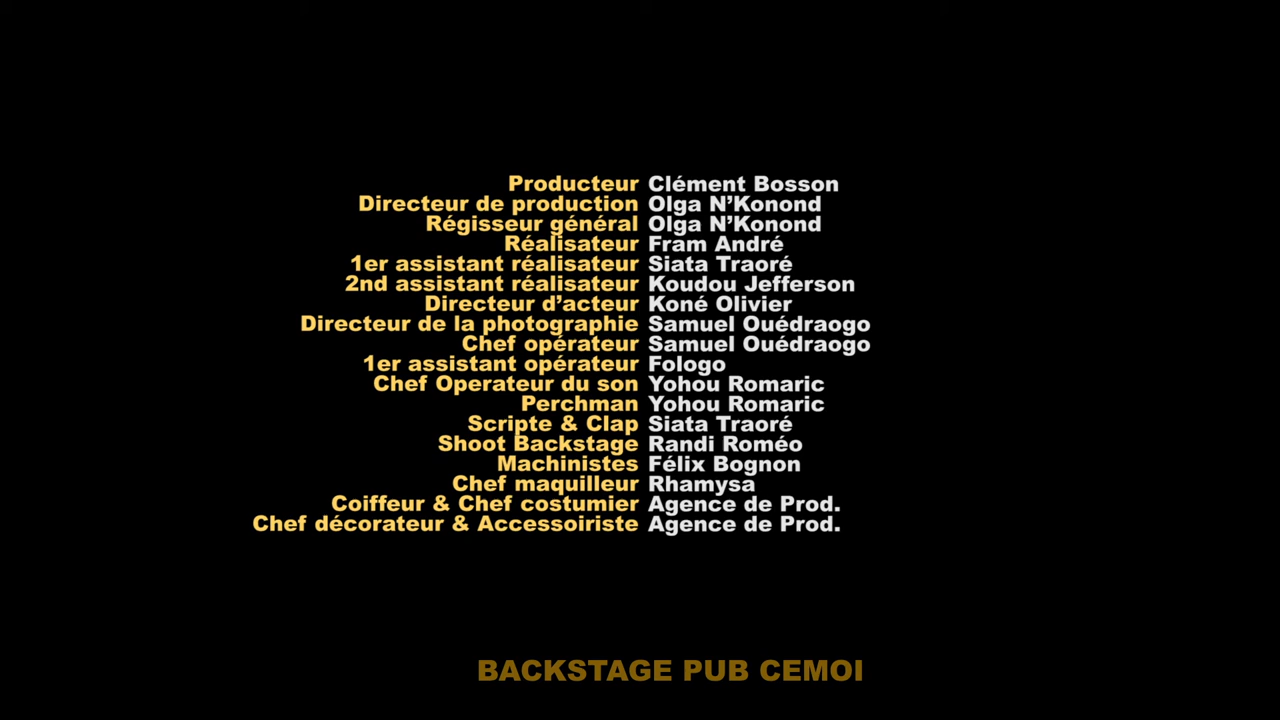 Producteur Clément Bosson
Directeur de production Olga N’Konond
Régisseur général Olga N’Konond
Réalisateur Fram André
1er assistant réalisateur Siata Traoré
2nd assistant réalisateur Koudou Jefferson
Directeur d’acteur Koné Olivier
Directeur de la photographie Samuel Ouédraogo
Chef opérateur Samuel Ouédraogo
1er assistant opérateur Fologo
Chef Operateur du son Yohou Romaric
Perchman Yohou Romaric
Scripte & Clap Siata Traoré
Shoot Backstage Randi Roméo
Machinistes Félix Bognon
Chef maquilleur Rhamysa
Coiffeur & Chef costumier Agence de Prod.
Chef décorateur & Accessoiriste Agence de Prod.
BACKSTAGE PUB CEMOI